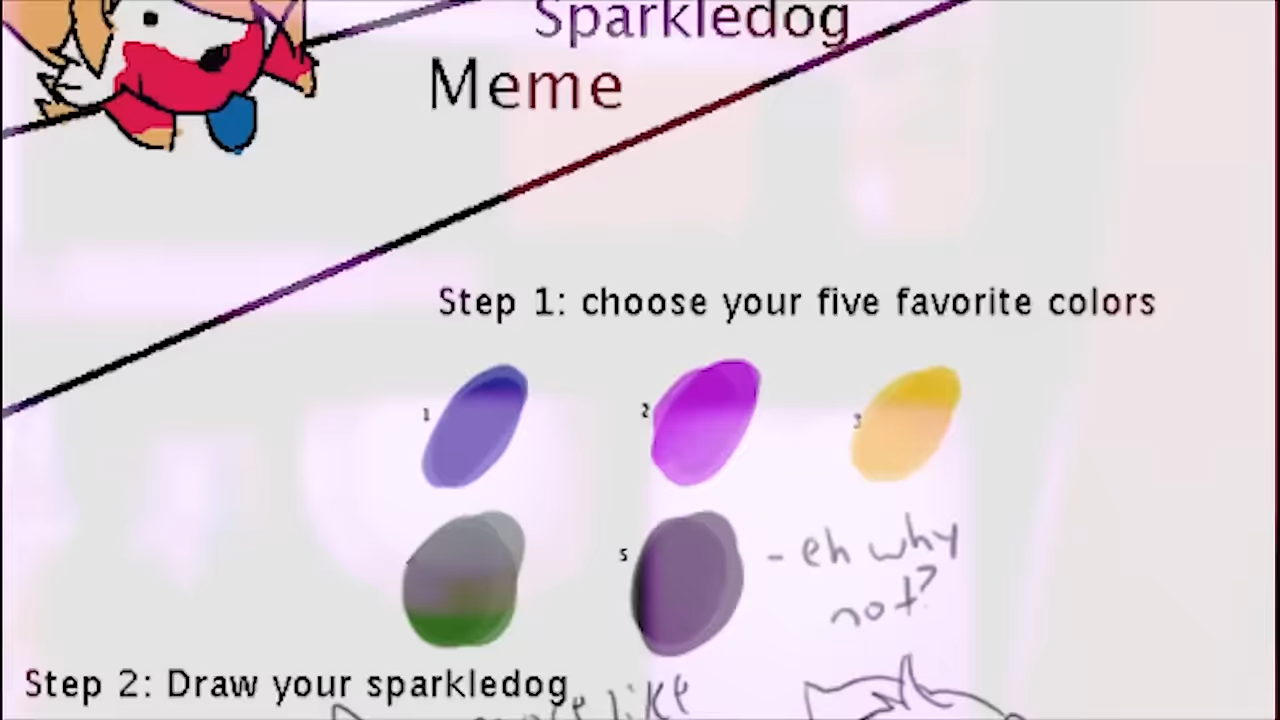 Sparkledog
Meme
Step 1: choose your five favorite colors
1
2
3
5
- eh why
not?
Step 2: Draw your sparkledog
like